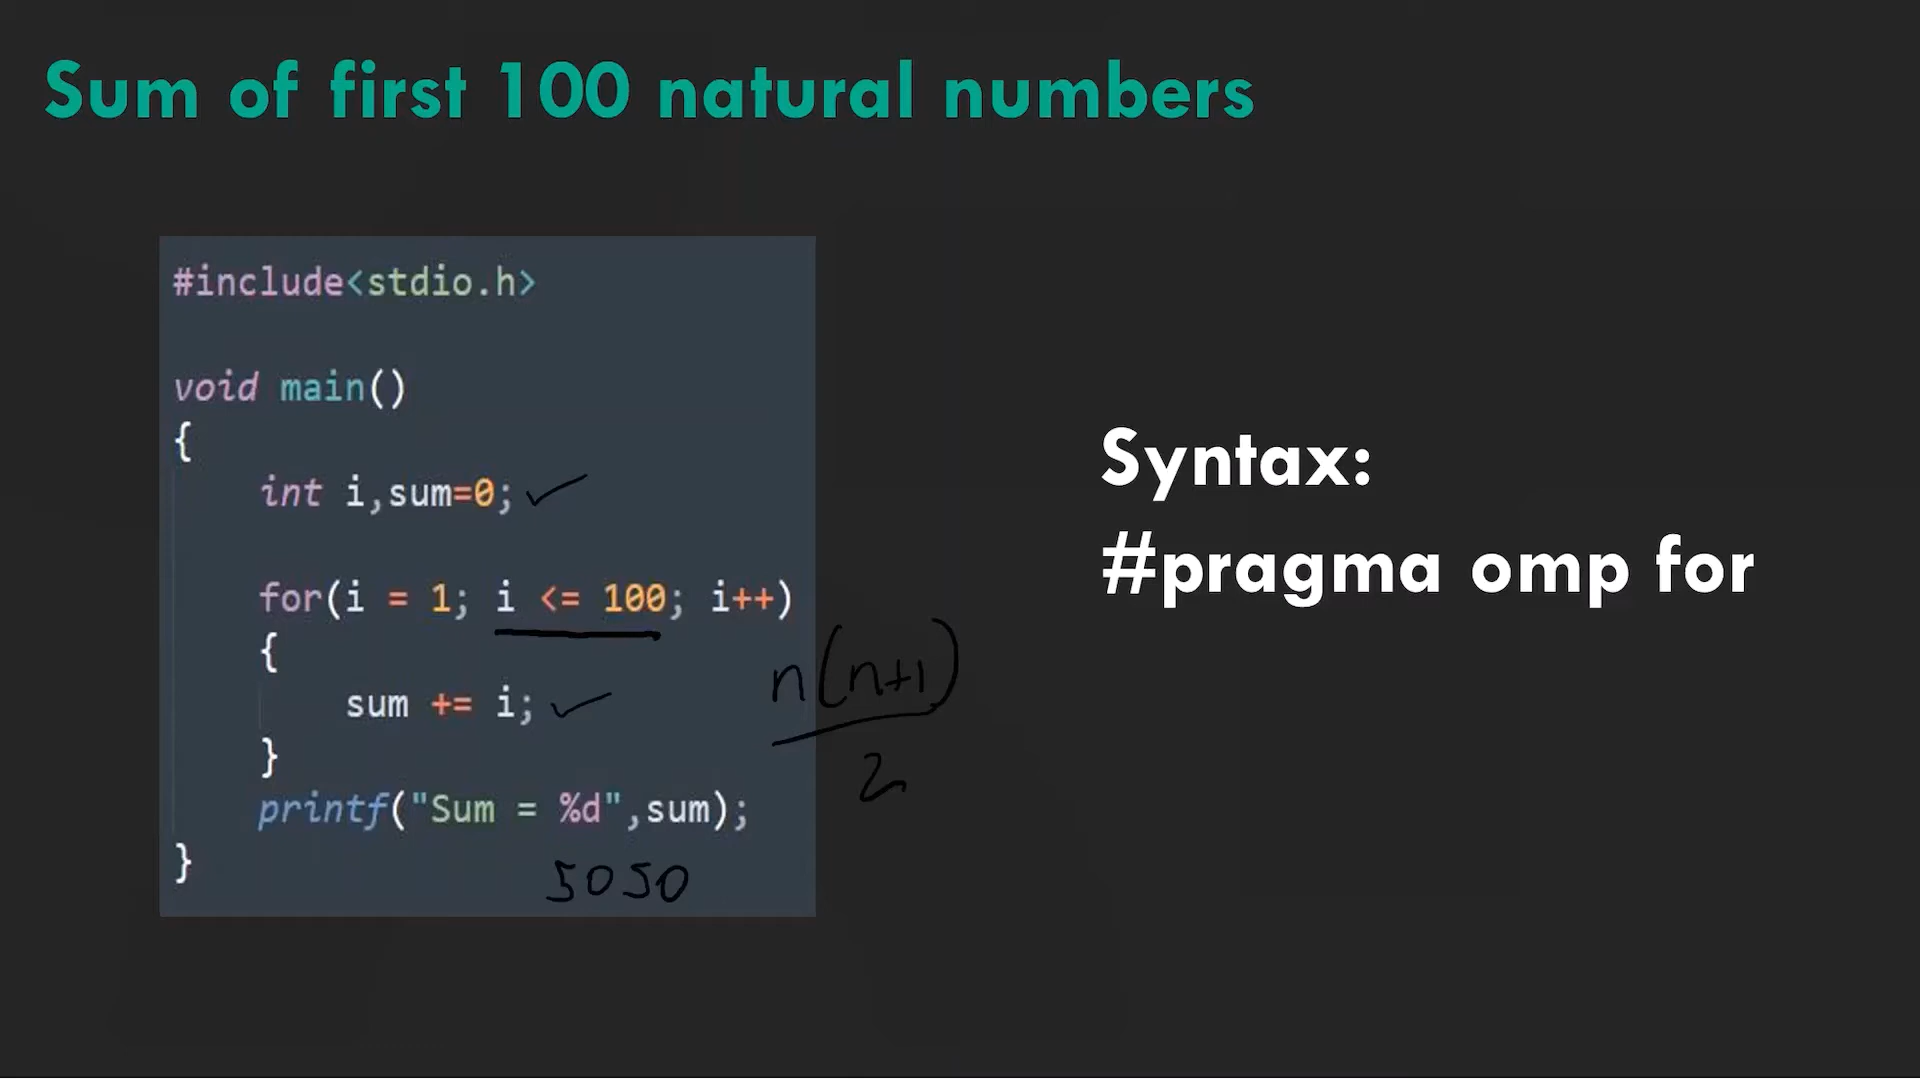 Sum of first 100 natural numbers
#include<stdio.h>
void main()
{
int i,sum=0;
for(i = 1; i <= 100; i++)
{
sum += i;
}
printf("Sum = %d",sum);
}
5050
n(n+1)
2
Syntax:
#pragma omp for